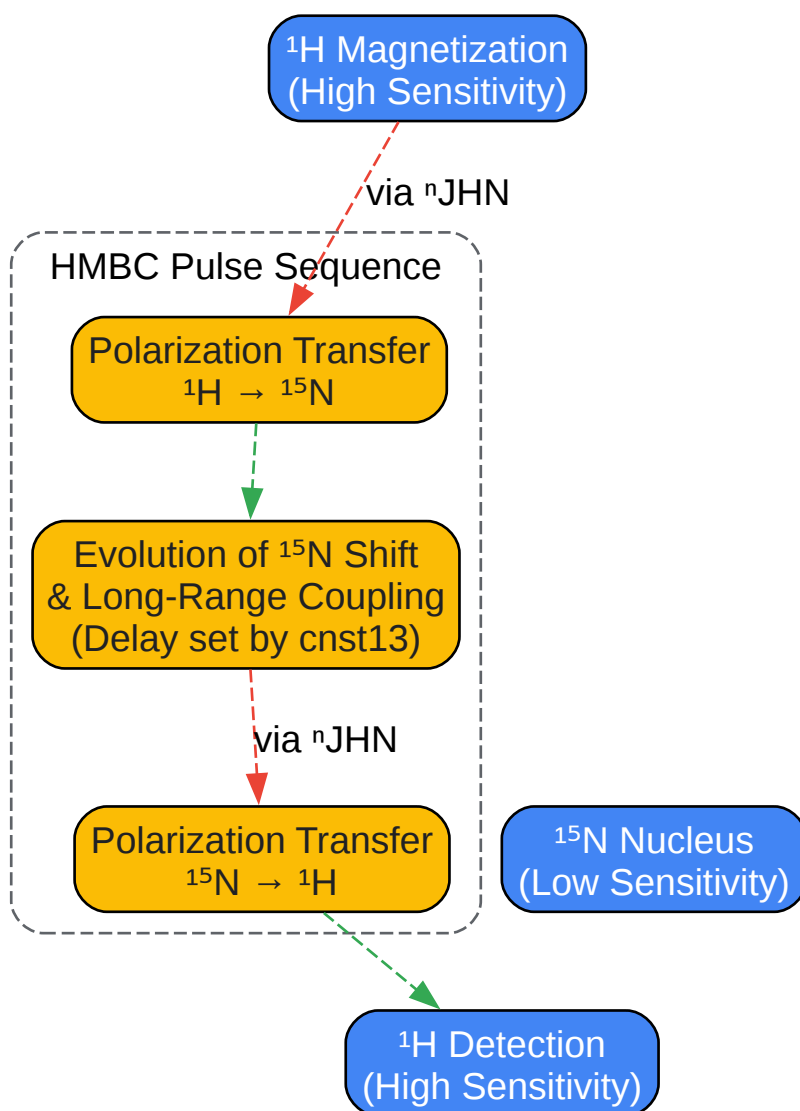 ¹H Magnetization
(High Sensitivity)
via ⁿJHN
HMBC Pulse Sequence
Polarization Transfer
¹H → ¹⁵N
Evolution of ¹⁵N Shift
& Long-Range Coupling
(Delay set by cnst13)
via ⁿJHN
Polarization Transfer
¹⁵N → ¹H
¹⁵N Nucleus
(Low Sensitivity)
¹H Detection
(High Sensitivity)